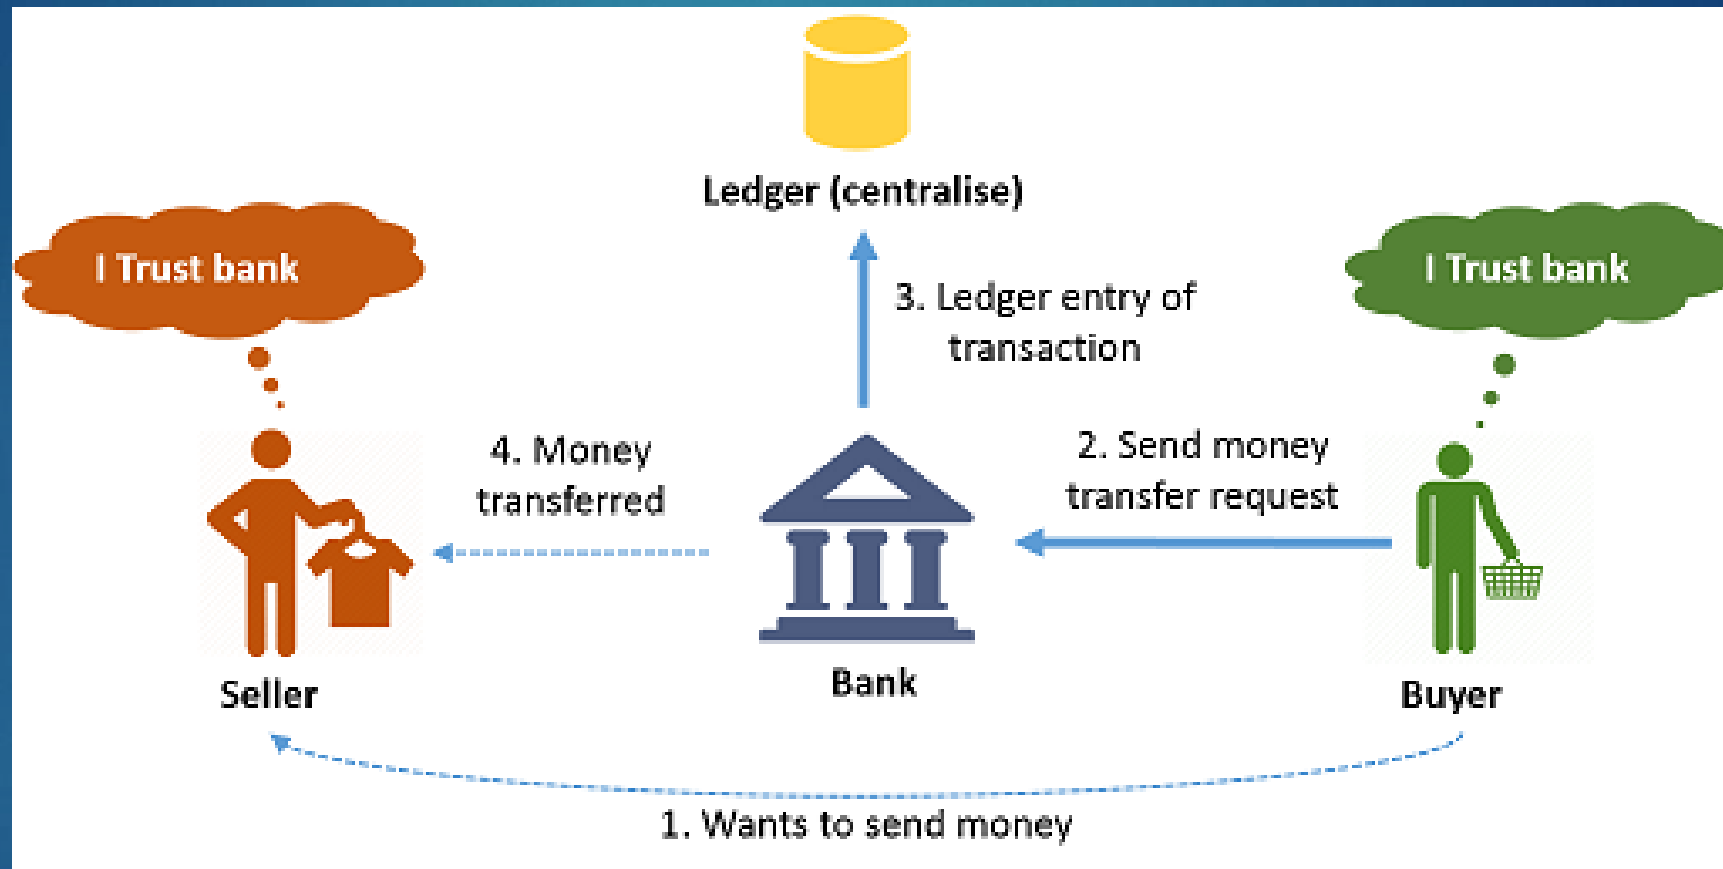 Ledger (centralise)
I Trust bank
I Trust bank
3. Ledger entry of
transaction
4. Money
transferred
2. Send money
transfer request
Seller
Bank
Buyer
1. Wants to send money